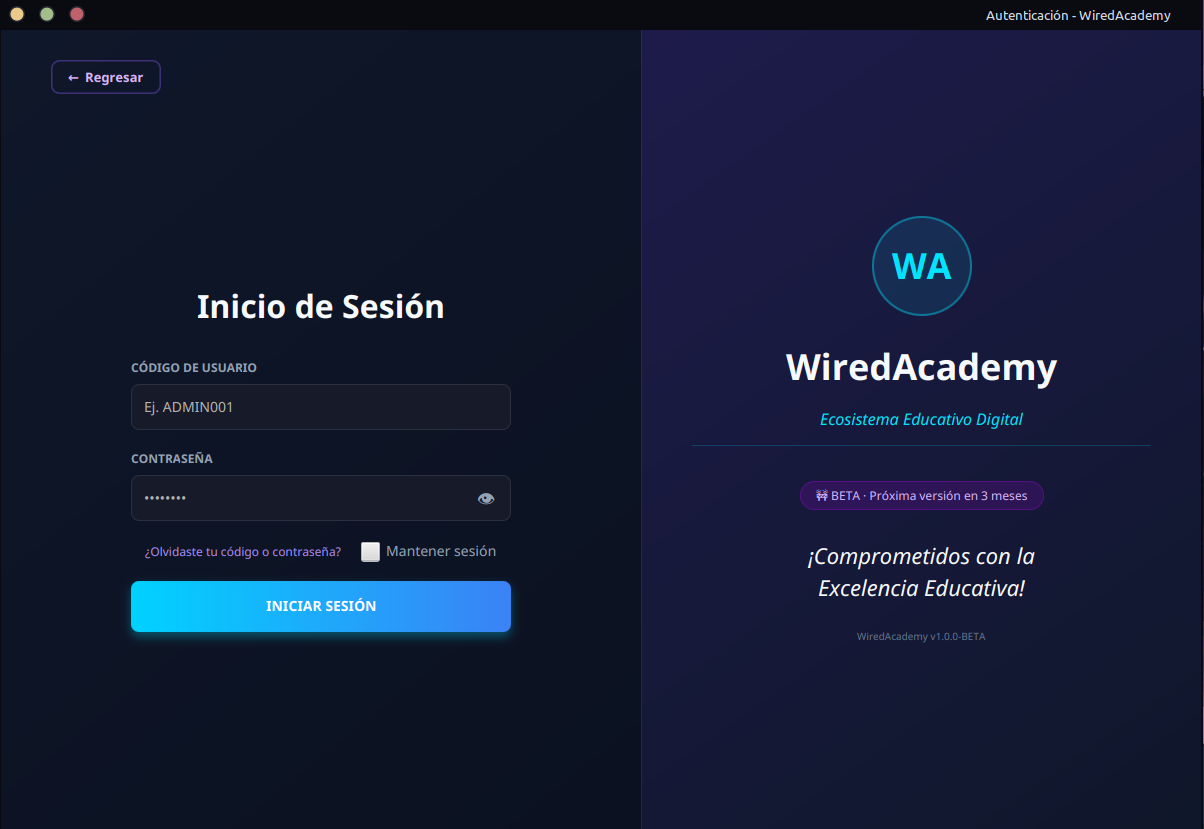 Autenticación - WiredAcademy
← Regresar
Inicio de Sesión
CÓDIGO DE USUARIO
Ej. ADMIN001
CONTRASEÑA
••••••••
¿Olvidaste tu código o contraseña?
Mantener sesión
INICIAR SESIÓN
WA
WiredAcademy
Ecosistema Educativo Digital
🚧 BETA · Próxima versión en 3 meses
¡Comprometidos con la
Excelencia Educativa!
WiredAcademy v1.0.0-BETA